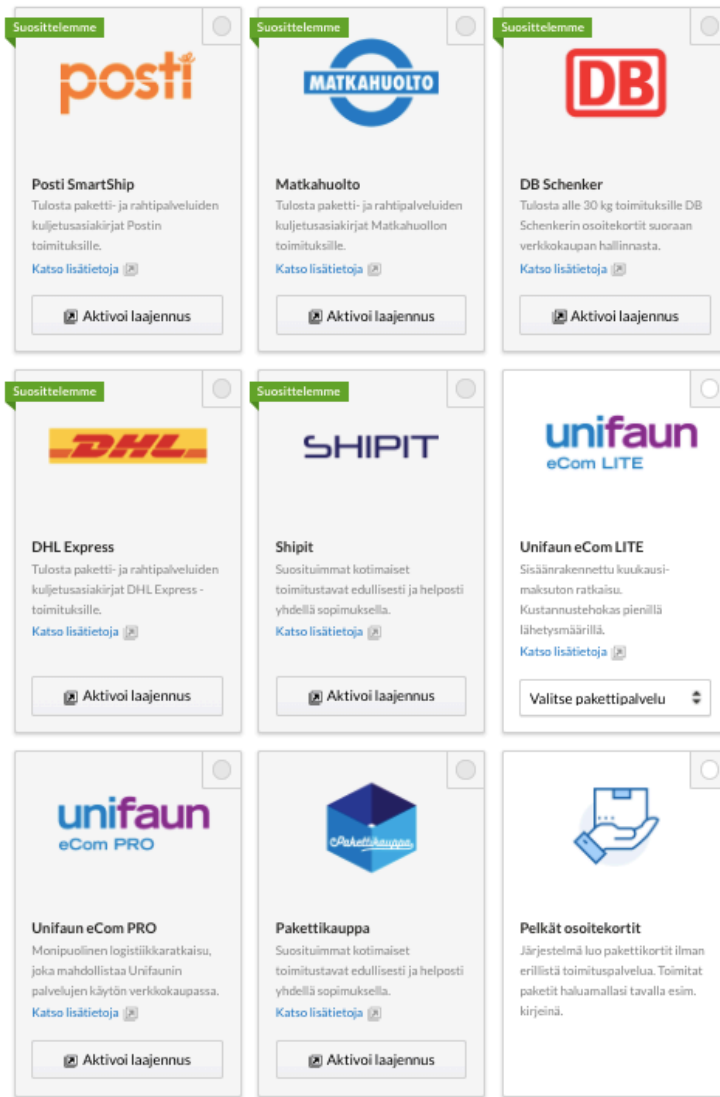 Suosittelemme
posti
Posti SmartShip
Tulosta paketti- ja rahtipalveluiden
kuljetusasiakirjat Postin
toimituksille.
Katso lisätietoja
Aktivoi laajennus
Suosittelemme
MATKAHUOLTO
Matkahuolto
Tulosta paketti- ja rahtipalveluiden
kuljetusasiakirjat Matkahuollon
toimituksille.
Katso lisätietoja
Aktivoi laajennus
Suosittelemme
DB
DB Schenker
Tulosta alle 30 kg toimituksille DB
Schenkerin osoitekortit suoraan
verkkokaupan hallinnasta.
Katso lisätietoja
Aktivoi laajennus
Suosittelemme
DHL
DHL Express
Tulosta paketti- ja rahtipalveluiden
kuljetusasiakirjat DHL Express -
toimituksille.
Katso lisätietoja
Aktivoi laajennus
Suosittelemme
SHIPIT
Shipit
Suosituimmat kotimaiset
toimitustavat edullisesti ja helposti
yhdellä sopimuksella.
Katso lisätietoja
Aktivoi laajennus
unifaun
eCom LITE
Unifaun eCom LITE
Sisäänrakennettu kuukausi-
maksuton ratkaisu.
Kustannustehokas pienillä
lähetysmäärillä.
Katso lisätietoja
Valitse pakettipalvelu
unifaun
eCom PRO
Unifaun eCom PRO
Monipuolinen logistiikkaratkaisu,
joka mahdollistaa Unifaunin
palvelujen käytön verkkokaupassa.
Katso lisätietoja
Aktivoi laajennus
Pakettikauppa
Pakettikauppa
Suosituimmat kotimaiset
toimitustavat edullisesti ja helposti
yhdellä sopimuksella.
Katso lisätietoja
Aktivoi laajennus
Pelkät osoitekortit
Järjestelmä luo pakettikortit ilman
erillistä toimituspalvelua. Toimitat
paketit haluamallasi tavalla esim.
kirjeinä.